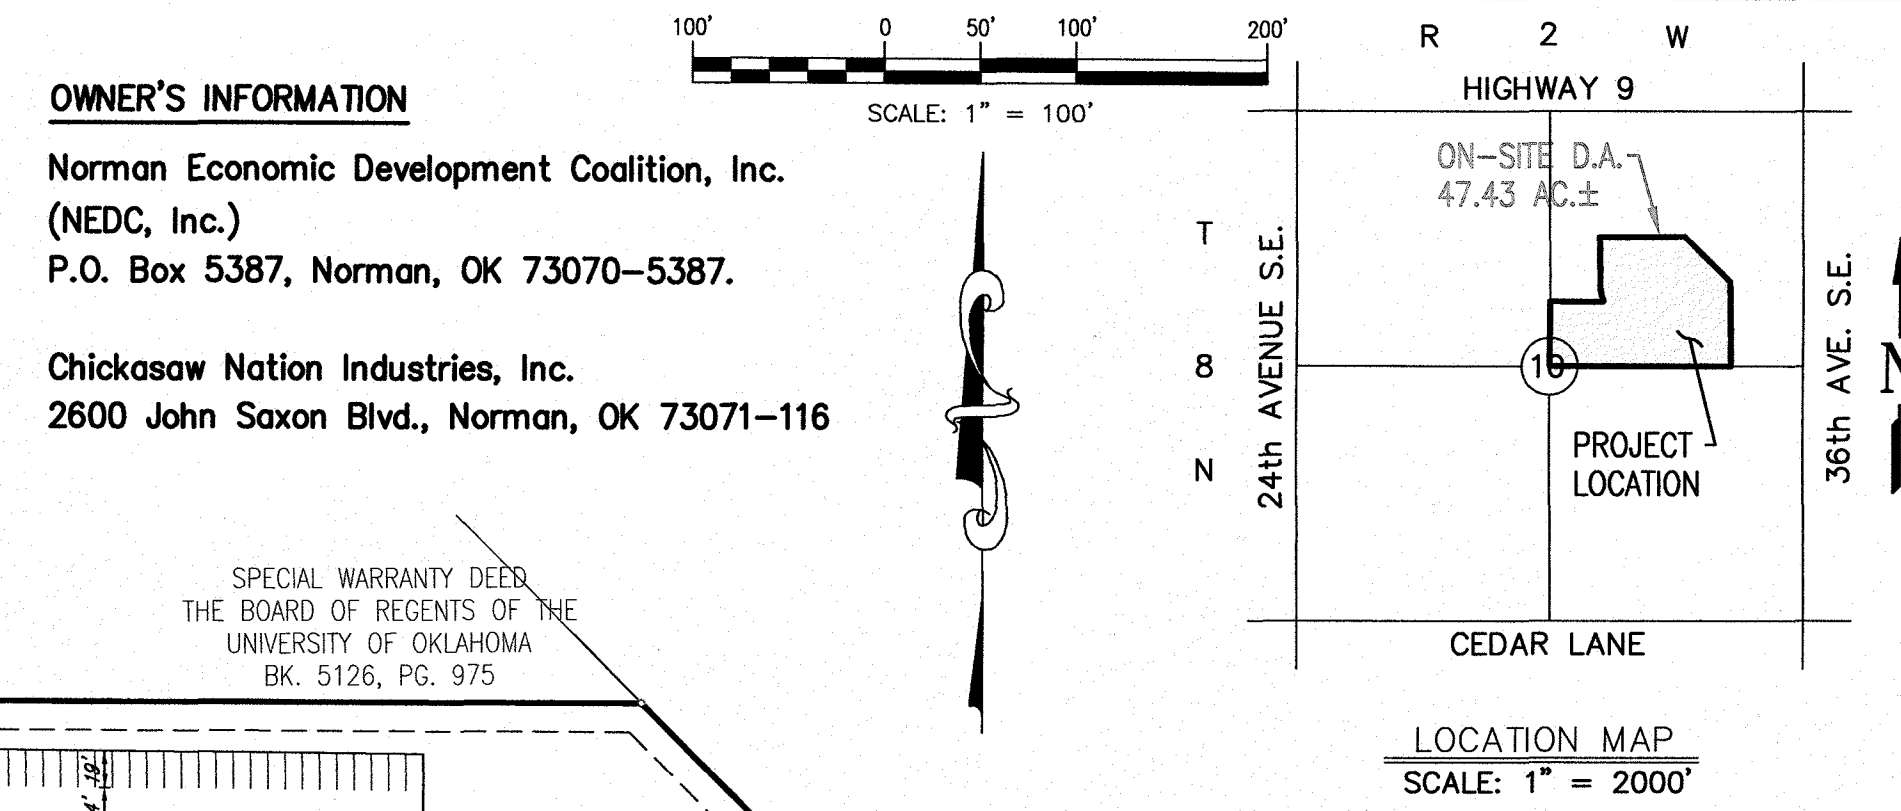 100' 0 50' 100' 200'
SCALE: 1" = 100'
OWNER'S INFORMATION
Norman Economic Development Coalition, Inc.
(NEDC, Inc.)
P.O. Box 5387, Norman, OK 73070-5387.
Chickasaw Nation Industries, Inc.
2600 John Saxon Blvd., Norman, OK 73071-116
SPECIAL WARRANTY DEED
THE BOARD OF REGENTS OF THE
UNIVERSITY OF OKLAHOMA
BK. 5126, PG. 975
19'
R 2 W
HIGHWAY 9
ON-SITE D.A.
47.43 AC.±
T
8
N
24th AVENUE S.E.
36th AVE. S.E.
10
PROJECT
LOCATION
CEDAR LANE
LOCATION MAP
SCALE: 1" = 2000'
N